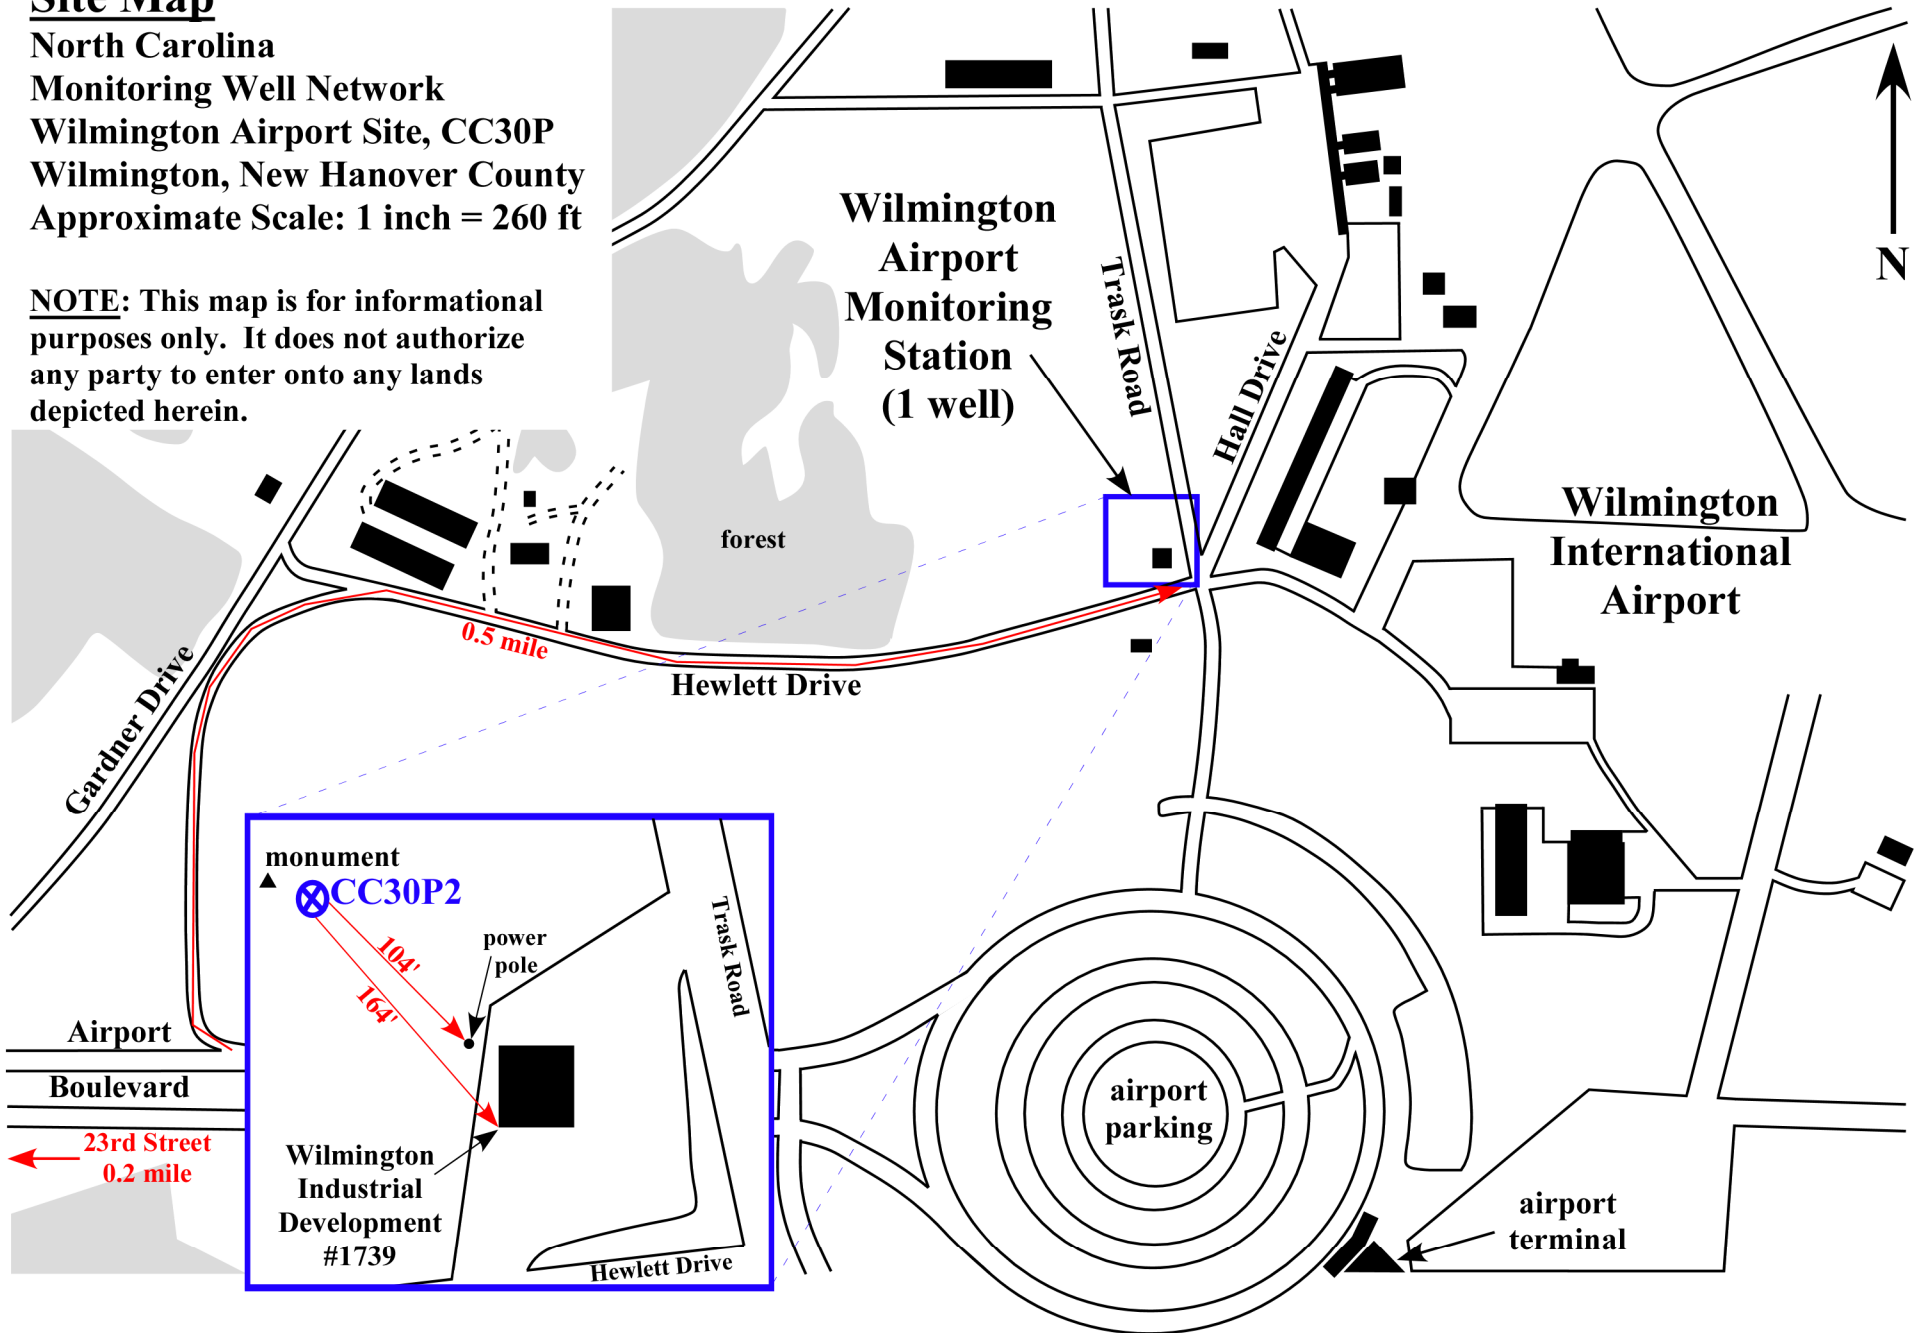 Site Map
North Carolina
Monitoring Well Network
Wilmington Airport Site, CC30P
Wilmington, New Hanover County
Approximate Scale: 1 inch = 260 ft
NOTE: This map is for informational
purposes only. It does not authorize
any party to enter onto any lands
depicted herein.
Wilmington
Airport
Monitoring
Station
(1 well)
Trask Road
Hall Drive
N
forest
Wilmington
International
Airport
0.5 mile
Hewlett Drive
Gardner Drive
monument
CC30P2
104'
164'
power
pole
Trask Road
Wilmington
Industrial
Development
#1739
Hewlett Drive
Airport
Boulevard
23rd Street
0.2 mile
airport
parking
airport
terminal